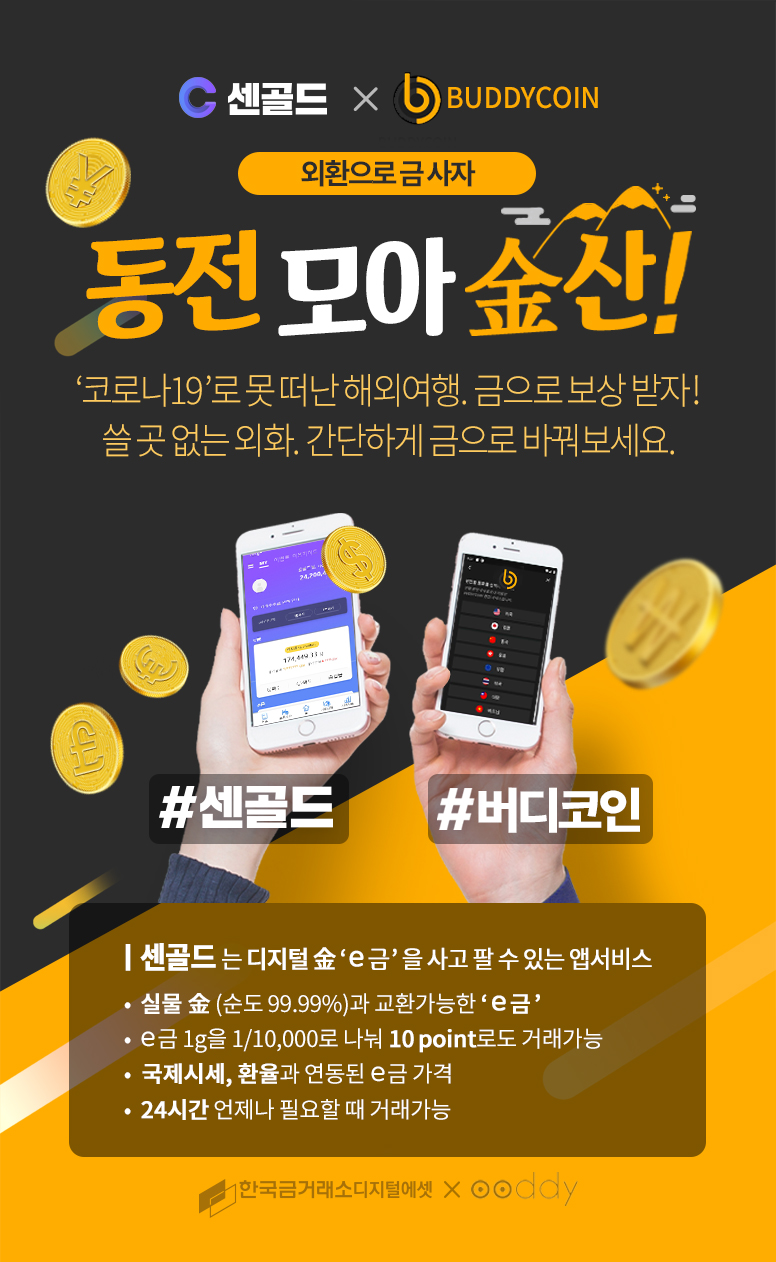 센골드 × BUDDYCOIN
외환으로 금 사자
동전 모아 金산!
‘코로나19’로 못 떠난 해외여행. 금으로 보상 받자!
쓸 곳 없는 외화. 간단하게 금으로 바꿔보세요.
#센골드
#버디코인
센골드 는 디지털 金 ‘e금’ 을 사고 팔 수 있는 앱서비스
• 실물 金 (순도 99.99%)과 교환가능한 ‘e금’
• e금 1g을 1/10,000로 나눠 10 point로도 거래가능
• 국제시세, 환율과 연동된 e금 가격
• 24시간 언제나 필요할 때 거래가능
한국금거래소디지털에셋 × ooddy